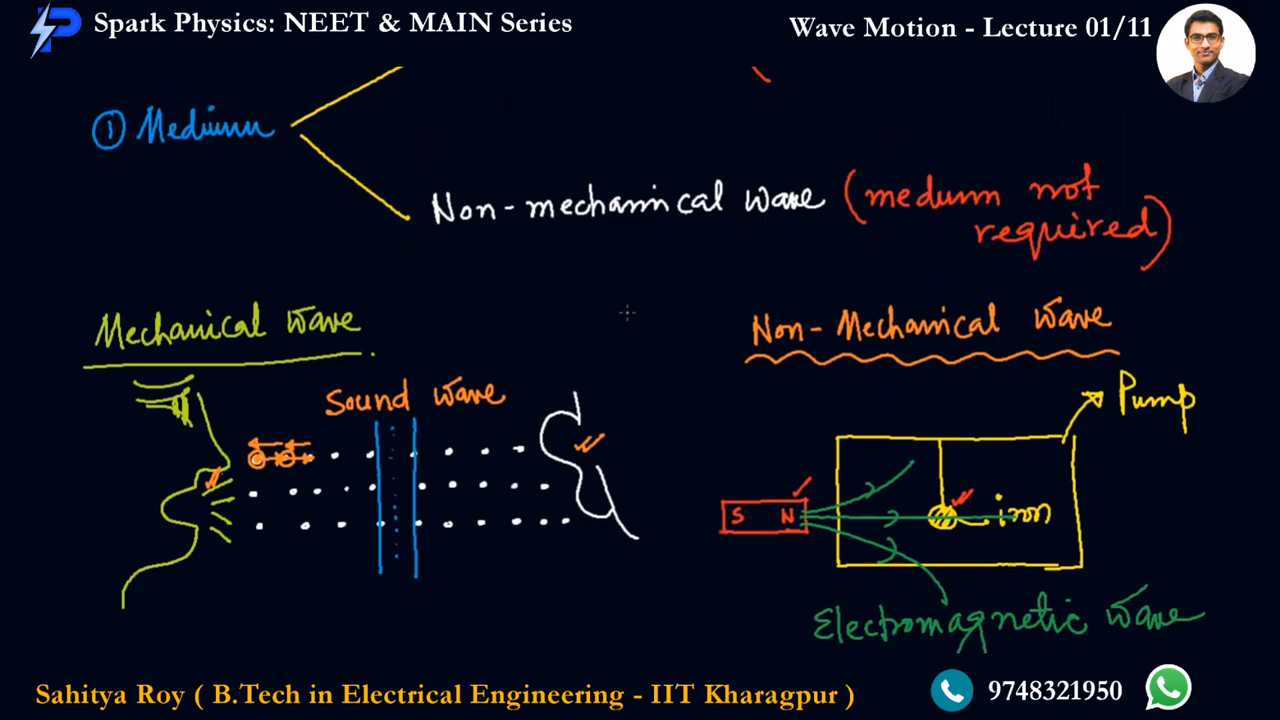 Spark Physics: NEET & MAIN Series
Wave Motion - Lecture 01/11
① Medium
Non-mechanical wave (medum not
required)
Mechanical wave
Non-Mechanical wave
Sound wave
Pump
S N
iron
Electromagnetic wave
Sahitya Roy ( B.Tech in Electrical Engineering - IIT Kharagpur )
9748321950